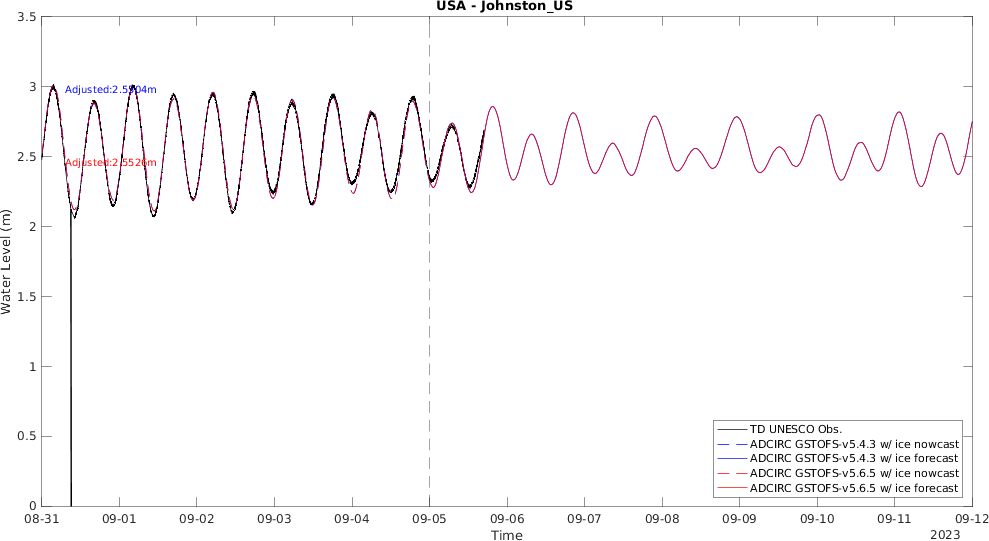 USA - Johnston_US
3.5
3
2.5
2
1.5
1
0.5
0
Water Level (m)
Adjusted:2.5904m
Adjusted:2.5526m
TD UNESCO Obs.
ADCIRC GSTOFS-v5.4.3 w/ ice nowcast
ADCIRC GSTOFS-v5.4.3 w/ ice forecast
ADCIRC GSTOFS-v5.6.5 w/ ice nowcast
ADCIRC GSTOFS-v5.6.5 w/ ice forecast
08-31 09-01 09-02 09-03 09-04 09-05 09-06 09-07 09-08 09-09 09-10 09-11 09-12
Time
2023